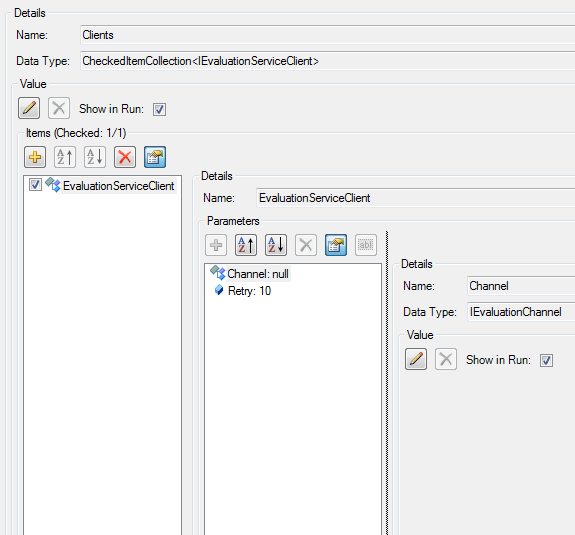 Details
Name: Clients
Data Type: CheckedItemCollection<IEvaluationServiceClient>
Value
Show in Run:
Items (Checked: 1/1)
EvaluationServiceClient
Details
Name: EvaluationServiceClient
Parameters
Channel: null
Retry: 10
Details
Name: Channel
Data Type: IEvaluationChannel
Value
Show in Run: